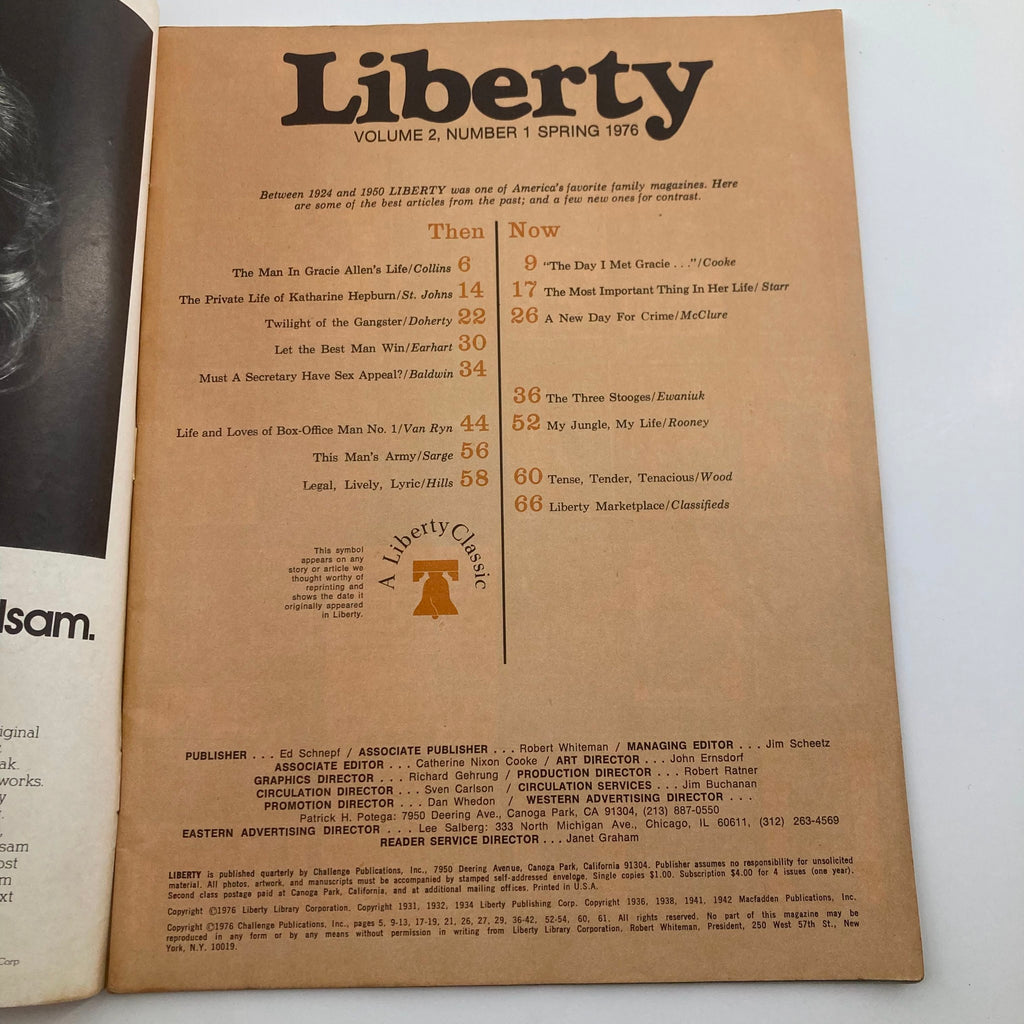 Liberty
VOLUME 2, NUMBER 1 SPRING 1976
Between 1924 and 1950 LIBERTY was one of America's favorite family magazines. Here
are some of the best articles from the past; and a few new ones for contrast.
Then
The Man In Gracie Allen's Life/Collins 6
The Private Life of Katharine Hepburn/St. Johns 14
Twilight of the Gangster/Doherty 22
Let the Best Man Win/Earhart 30
Must A Secretary Have Sex Appeal?/Baldwin 34
Life and Loves of Box-Office Man No. 1/Van Ryn 44
This Man's Army/Sarge 56
Legal, Lively, Lyric/Hills 58
Now
9 "The Day I Met Gracie . . ."/Cooke
17 The Most Important Thing In Her Life/ Starr
26 A New Day For Crime/McClure
36 The Three Stooges/Ewaniuk
52 My Jungle, My Life/Rooney
60 Tense, Tender, Tenacious/Wood
66 Liberty Marketplace/Classifieds
This symbol
appears on any
story or article we
thought worthy of
reprinting and
shows the date it
originally appeared
in Liberty.
A Liberty Classic
PUBLISHER . . . Ed Schnepf / ASSOCIATE PUBLISHER . . . Robert Whiteman / MANAGING EDITOR . . . Jim Scheetz
ASSOCIATE EDITOR . . . Catherine Nixon Cooke / ART DIRECTOR . . . John Ernsdorf
GRAPHICS DIRECTOR . . . Richard Gehrung / PRODUCTION DIRECTOR . . . Robert Ratner
CIRCULATION DIRECTOR . . . Sven Carlson / CIRCULATION SERVICES . . . Jim Buchanan
PROMOTION DIRECTOR . . . Dan Whedon / WESTERN ADVERTISING DIRECTOR . . .
Patrick H. Potega: 7950 Deering Ave., Canoga Park, CA 91304, (213) 887-0550
EASTERN ADVERTISING DIRECTOR . . . Lee Salberg: 333 North Michigan Ave., Chicago, IL 60611, (312) 263-4569
READER SERVICE DIRECTOR . . . Janet Graham
LIBERTY is published quarterly by Challenge Publications, Inc., 7950 Deering Avenue, Canoga Park, California 91304. Publisher assumes no responsibility for unsolicited
material. All photos, artwork, and manuscripts must be accompanied by stamped self-addressed envelope. Single copies $1.00. Subscription $4.00 for 4 issues (one year).
Second class postage paid at Canoga Park, California, and at additional mailing offices. Printed in U.S.A.
Copyright ©1976 Liberty Library Corporation. Copyright 1931, 1932, 1934 Liberty Publishing Corp. Copyright 1936, 1938, 1941, 1942 Macfadden Publications, Inc.
Copyright ©1976 Challenge Publications, Inc., pages 5, 9-13, 17-19, 21, 26, 27, 29, 36-42, 52-54, 60, 61. All rights reserved. No part of this magazine may be
reproduced in any form or by any means without permission in writing from Liberty Library Corporation, Robert Whiteman, President, 250 West 57th St., New
York, N.Y. 10019.
lsam.
iginal
ak.
works.
y
sam
ost
m
xt
Corp